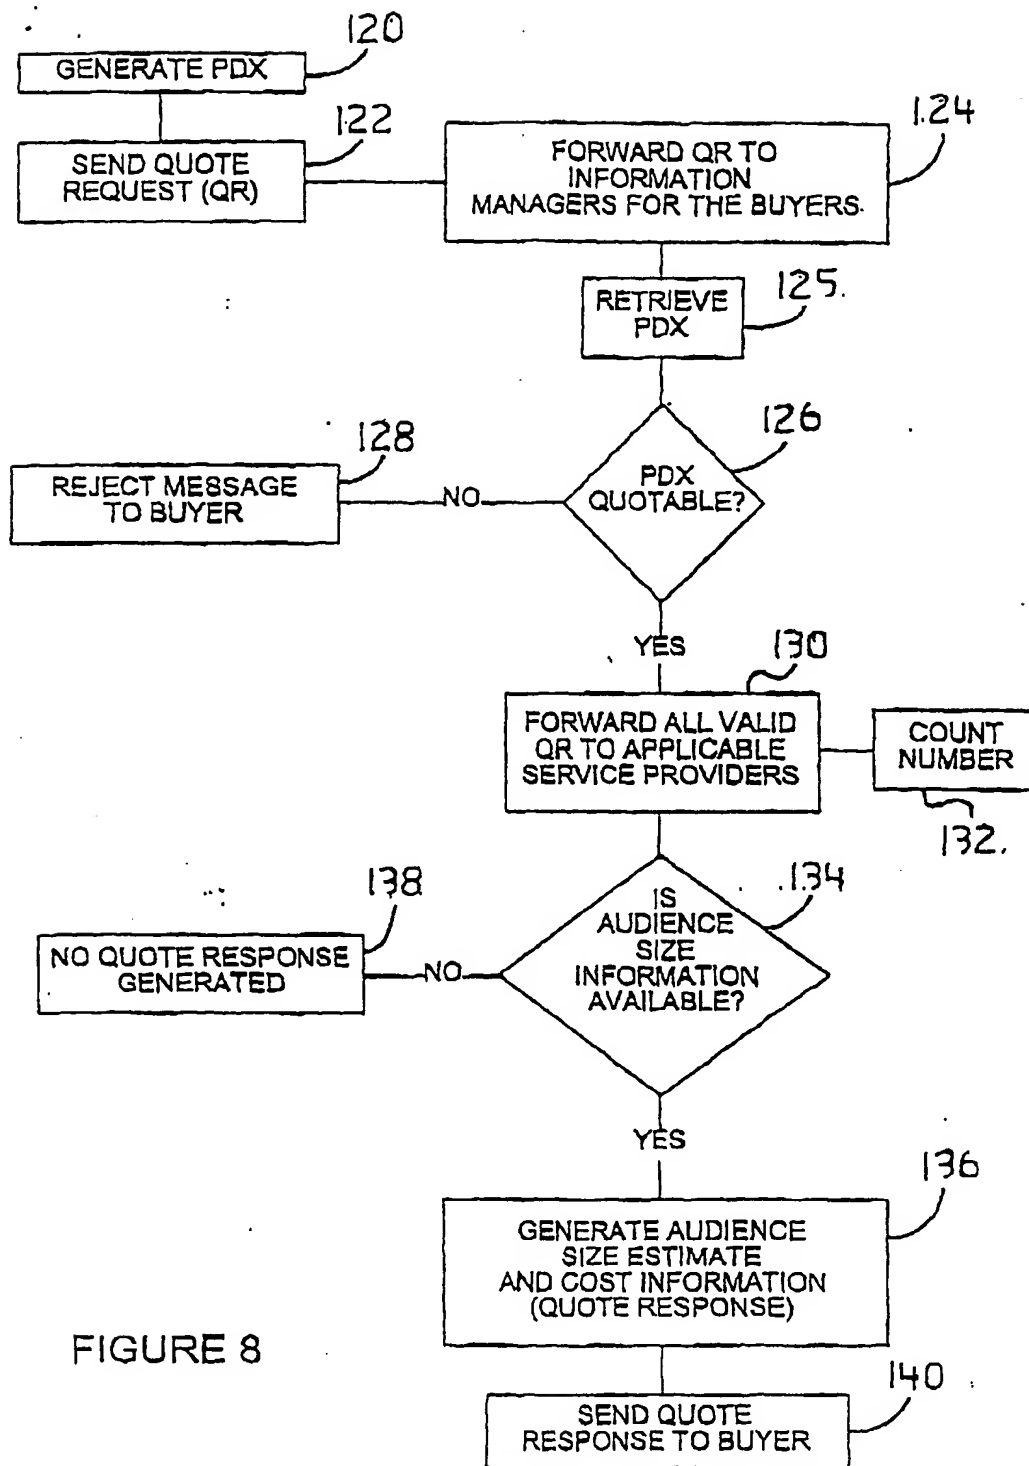 120
GENERATE PDX
122
SEND QUOTE
REQUEST (QR)
124
FORWARD QR TO
INFORMATION
MANAGERS FOR THE BUYERS
125.
RETRIEVE
PDX
126
PDX
QUOTABLE?
128
REJECT MESSAGE
TO BUYER
NO
YES
130
FORWARD ALL VALID
QR TO APPLICABLE
SERVICE PROVIDERS
COUNT
NUMBER
132.
134
IS
AUDIENCE
SIZE
INFORMATION
AVAILABLE?
138
NO QUOTE RESPONSE
GENERATED
NO
YES
136
GENERATE AUDIENCE
SIZE ESTIMATE
AND COST INFORMATION
(QUOTE RESPONSE)
FIGURE 8
140
SEND QUOTE
RESPONSE TO BUYER